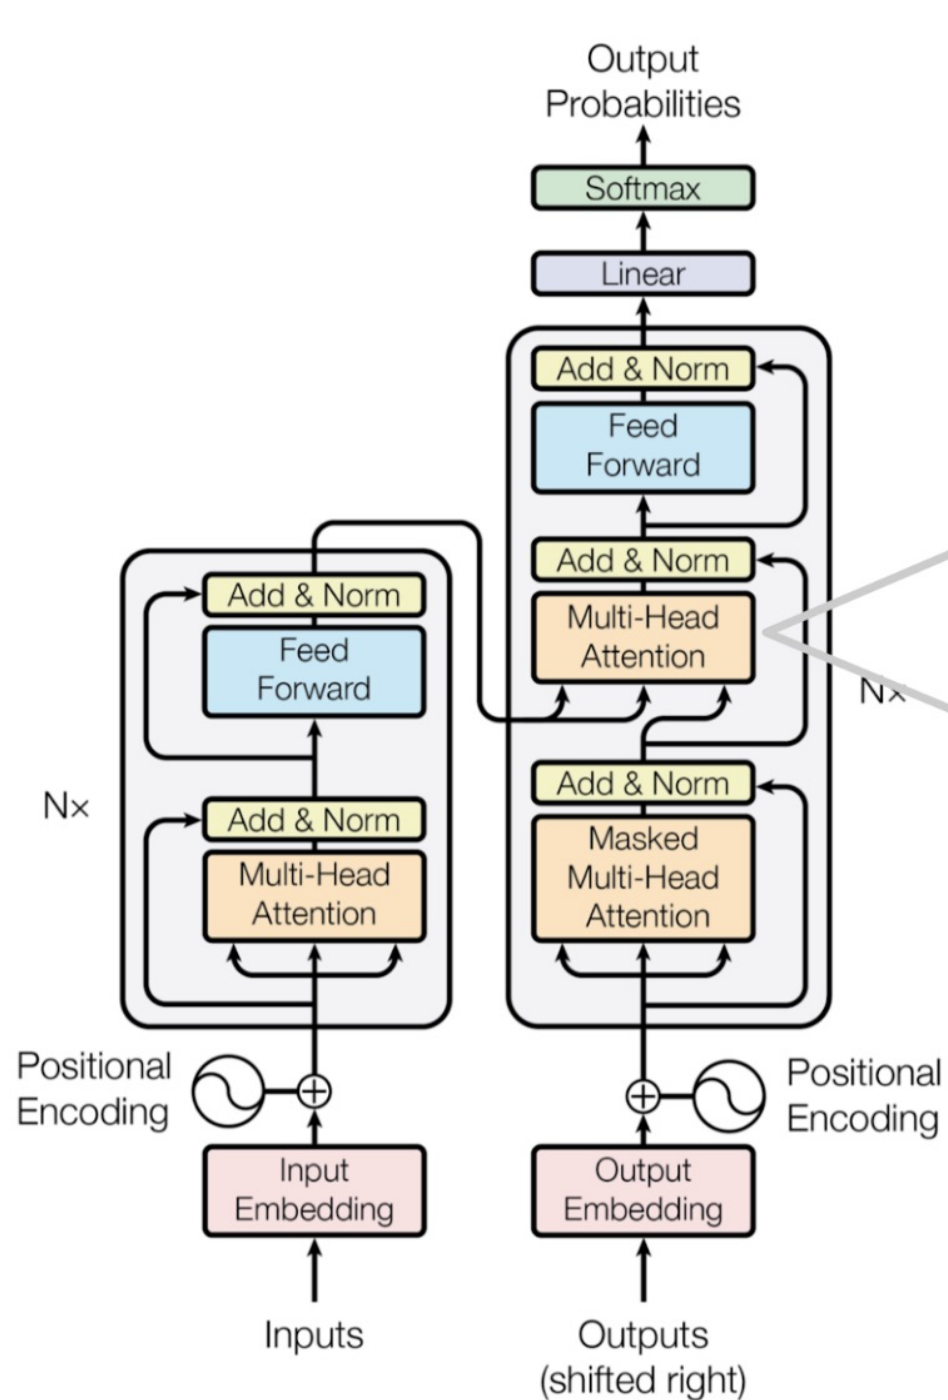 Output
Probabilities
Softmax
Linear
Add & Norm
Feed
Forward
Add & Norm
Multi-Head
Attention
Nx
Add & Norm
Masked
Multi-Head
Attention
Add & Norm
Feed
Forward
Nx
Add & Norm
Multi-Head
Attention
Positional
Encoding
Positional
Encoding
Input
Embedding
Output
Embedding
Inputs
Outputs
(shifted right)